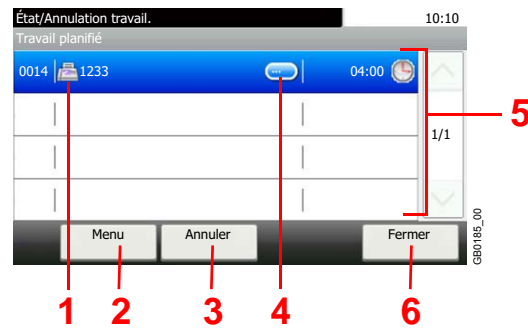 État/Annulation travail. 10:10
Travail planifié
0014 1233 ... 04:00
5
1/1
Menu Annuler Fermer
GB0185_00
1 2 3 4 6